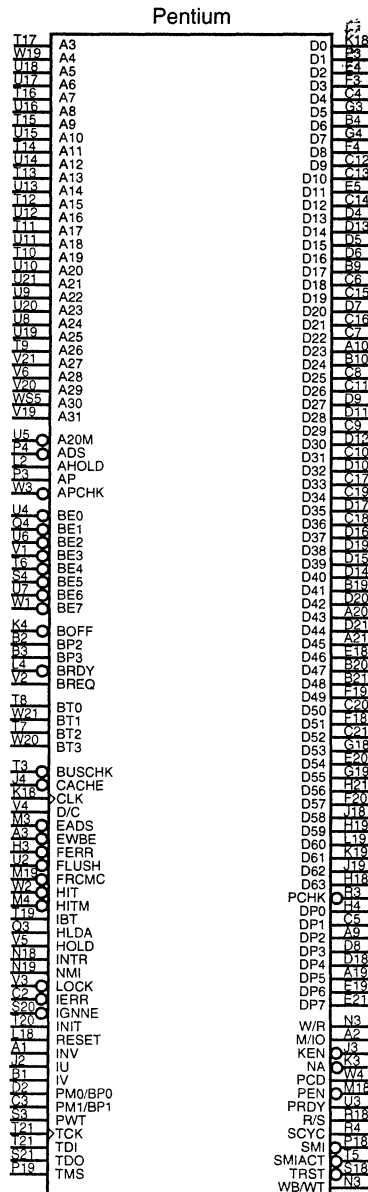 Pentium
T17 A3
W19 A4
U18 A5
U17 A6
T16 A7
U16 A8
T15 A9
U15 A10
T14 A11
U14 A12
T13 A13
U13 A14
T12 A15
U12 A16
T11 A17
U11 A18
T10 A19
U10 A20
U21 A21
U9 A22
U20 A23
U8 A24
U19 A25
T9 A26
V21 A27
V6 A28
V20 A29
WS5 A30
V19 A31
U5 A20M
P4 ADS
L2 AHOLD
P3 AP
W3 APCHK
U4 BE0
Q4 BE1
U6 BE2
V1 BE3
T6 BE4
S4 BE5
U7 BE6
W1 BE7
K4 BOFF
B2 BP2
B3 BP3
L4 BRDY
V2 BREQ
T8 BT0
W21 BT1
T7 BT2
W20 BT3
T3 BUSCHK
J4 CACHE
K18 CLK
V4 D/C
M3 EADS
A3 EWBE
H3 FERR
U2 FLUSH
M19 FRCMC
W2 HIT
M4 HITM
T19 IBT
Q3 HLDA
V5 HOLD
N18 INTR
N19 NMI
V3 LOCK
C2 IERR
S20 IGNNE
T20 INIT
L18 RESET
A1 INV
J2 IU
B1 IV
D2 PM0/BP0
C3 PM1/BP1
S3 PWT
T21 TCK
T21 TDI
S21 TDO
P19 TMS
D0 K18
D1 E3
D2 E4
D3 F3
D4 C4
D5 G3
D6 B4
D7 G4
D8 F4
D9 C12
D10 C13
D11 E5
D12 C14
D13 D4
D14 D13
D15 D5
D16 D6
D17 B9
D18 C6
D19 C15
D20 D7
D21 C16
D22 C7
D23 A10
D24 B10
D25 C8
D26 C11
D27 D9
D28 D11
D29 C9
D30 D12
D31 C10
D32 D10
D33 C17
D34 C19
D35 D17
D36 C18
D37 D16
D38 D19
D39 D15
D40 D14
D41 B19
D42 D20
D43 A20
D44 D21
D45 A21
D46 E18
D47 B20
D48 B21
D49 F19
D50 C20
D51 F18
D52 C21
D53 G18
D54 E20
D55 G19
D56 H21
D57 F20
D58 J18
D59 H19
D60 L19
D61 K19
D62 J19
D63 H18
PCHK R3
DP0 H4
DP1 C5
DP2 A9
DP3 D8
DP4 D18
DP5 A19
DP6 E19
DP7 E21
W/R N3
M/IO A2
KEN J3
NA K3
PCD W4
PEN M18
PRDY U3
R/S R18
SCYC R4
SMI P18
SMIACT T5
TRST S18
WB/WT N3